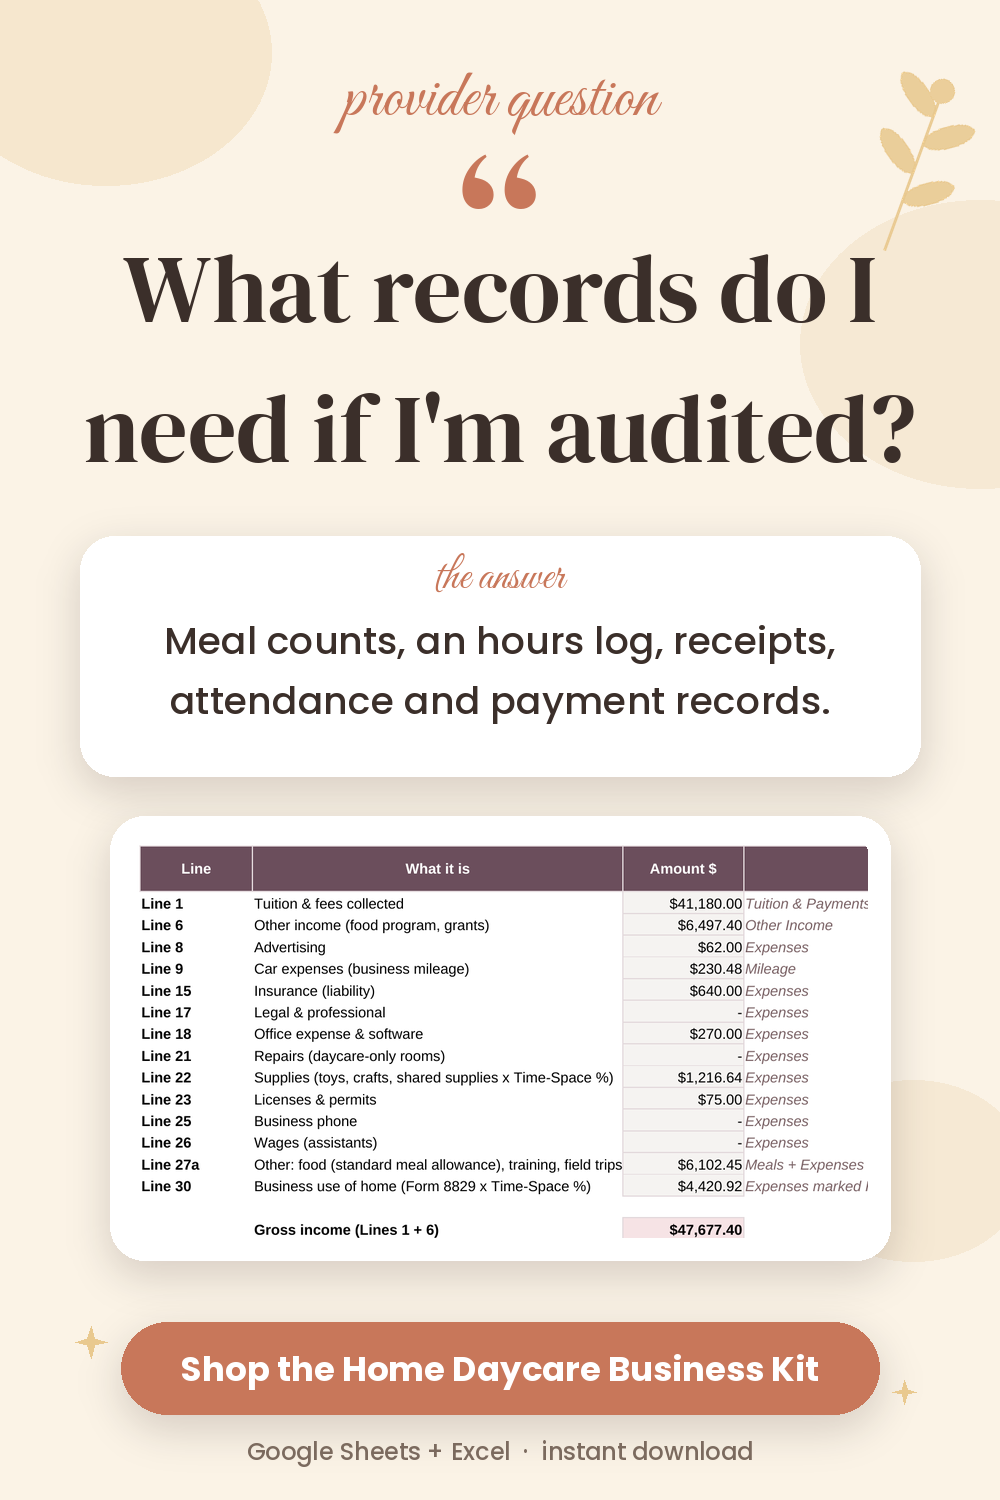 provider question
“
What records do I
need if I'm audited?
the answer
Meal counts, an hours log, receipts,
attendance and payment records.
Line What it is Amount $
Line 1 Tuition & fees collected $41,180.00 Tuition & Payments
Line 6 Other income (food program, grants) $6,497.40 Other Income
Line 8 Advertising $62.00 Expenses
Line 9 Car expenses (business mileage) $230.48 Mileage
Line 15 Insurance (liability) $640.00 Expenses
Line 17 Legal & professional - Expenses
Line 18 Office expense & software $270.00 Expenses
Line 21 Repairs (daycare-only rooms) - Expenses
Line 22 Supplies (toys, crafts, shared supplies x Time-Space %) $1,216.64 Expenses
Line 23 Licenses & permits $75.00 Expenses
Line 25 Business phone - Expenses
Line 26 Wages (assistants) - Expenses
Line 27a Other: food (standard meal allowance), training, field trips $6,102.45 Meals + Expenses
Line 30 Business use of home (Form 8829 x Time-Space %) $4,420.92 Expenses marked
Gross income (Lines 1 + 6) $47,677.40
Shop the Home Daycare Business Kit
Google Sheets + Excel · instant download